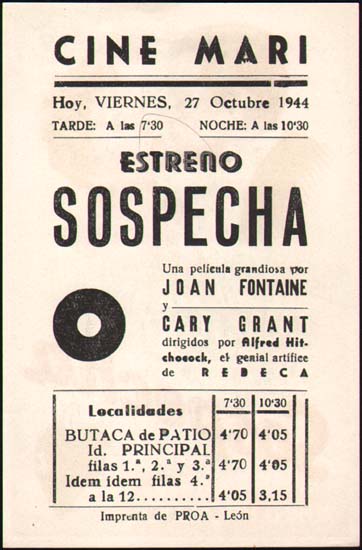 CINE MARI
Hoy, VIERNES, 27 Octubre 1944
TARDE: A las 7'30 NOCHE: A las 10'30
ESTRENO
SOSPECHA
Una película grandiosa por
JOAN FONTAINE
y
CARY GRANT
dirigidos por Alfred Hit-
chocock, el genial artífice
de REBECA
Localidades 7'30 10'30
BUTACA de PATIO 4'70 4'05
Id. PRINCIPAL
filas 1.ª, 2.ª y 3.ª 4'70 4'05
Idem ídem filas 4.ª
a la 12.......... 4'05 3,15
Imprenta de PROA - León